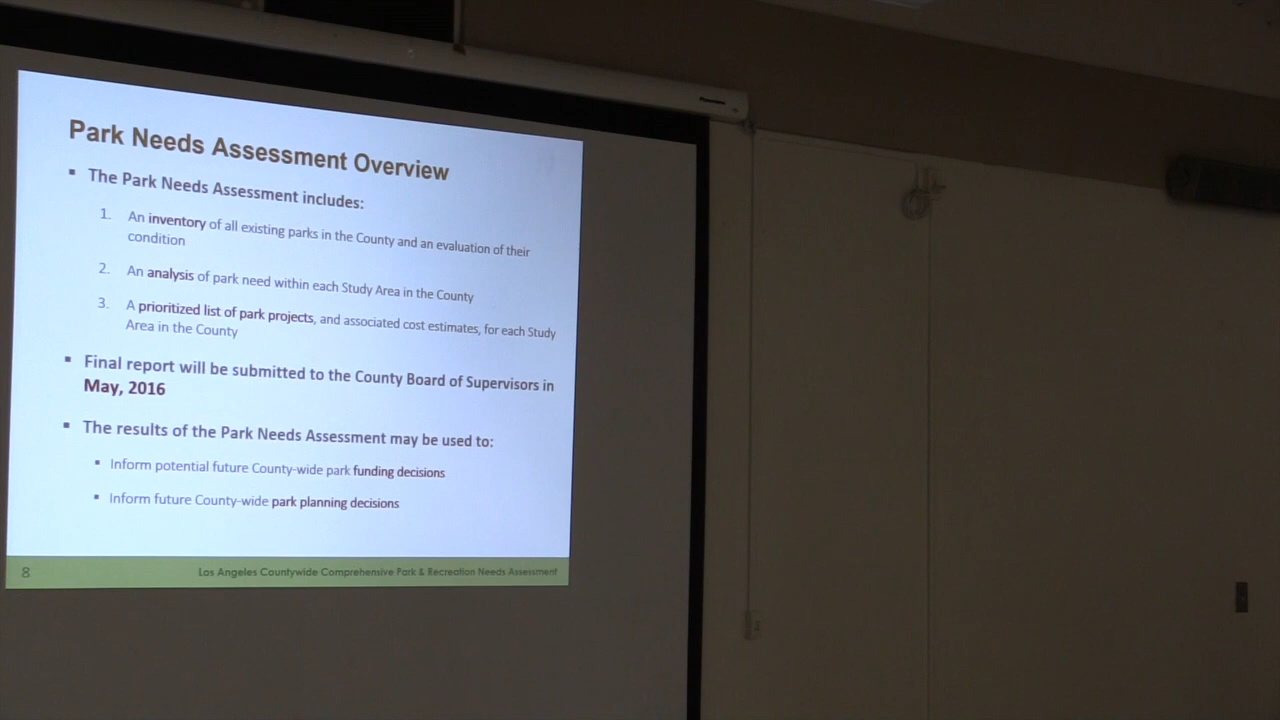 Park Needs Assessment Overview
▪ The Park Needs Assessment includes:
1. An inventory of all existing parks in the County and an evaluation of their
condition
2. An analysis of park need within each Study Area in the County
3. A prioritized list of park projects, and associated cost estimates, for each Study
Area in the County
▪ Final report will be submitted to the County Board of Supervisors in
May, 2016
▪ The results of the Park Needs Assessment may be used to:
▪ Inform potential future County-wide park funding decisions
▪ Inform future County-wide park planning decisions
8 Los Angeles Countywide Comprehensive Park & Recreation Needs Assessment